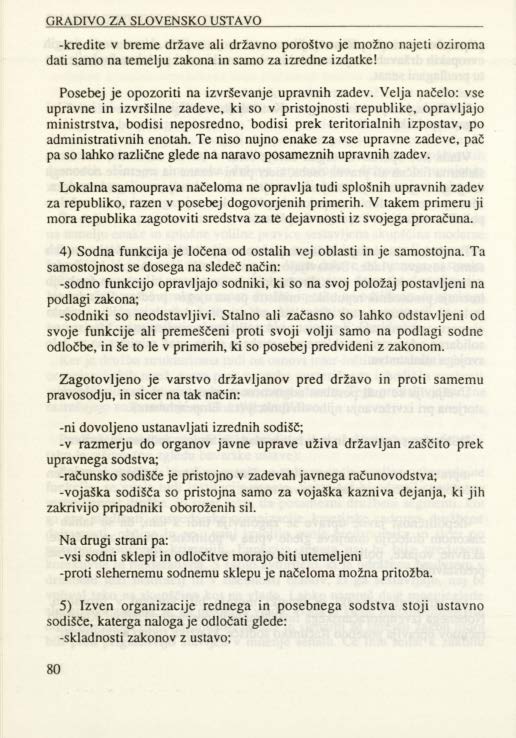 GRADIVO ZA SLOVENSKO USTAVO
-kredite v breme države ali državno poroštvo je možno najeti oziroma
dati samo na temelju zakona in samo za izredne izdatke!
Posebej je opozoriti na izvrševanje upravnih zadev. Velja načelo: vse
upravne in izvršilne zadeve, ki so v pristojnosti republike, opravljajo
ministrstva, bodisi neposredno, bodisi prek teritorialnih izpostav, po
administrativnih enotah. Te niso nujno enake za vse upravne zadeve, pač
pa so lahko različne glede na naravo posameznih upravnih zadev.
Lokalna samouprava načeloma ne opravlja tudi splošnih upravnih zadev
za republiko, razen v posebej dogovorjenih primerih. V takem primeru ji
mora republika zagotoviti sredstva za te dejavnosti iz svojega proračuna.
4) Sodna funkcija je ločena od ostalih vej oblasti in je samostojna. Ta
samostojnost se dosega na sledeč način:
-sodno funkcijo opravljajo sodniki, ki so na svoj položaj postavljeni na
podlagi zakona;
-sodniki so neodstavljivi. Stalno ali začasno so lahko odstavljeni od
svoje funkcije ali premeščeni proti svoji volji samo na podlagi sodne
odločbe, in še to le v primerih, ki so posebej predvideni z zakonom.
Zagotovljeno je varstvo državljanov pred državo in proti samemu
pravosodju, in sicer na tak način:
-ni dovoljeno ustanavljati izrednih sodišč;
-v razmerju do organov javne uprave uživa državljan zaščito prek
upravnega sodstva;
-računsko sodišče je pristojno v zadevah javnega računovodstva;
-vojaška sodišča so pristojna samo za vojaška kazniva dejanja, ki jih
zakrivijo pripadniki oboroženih sil.
Na drugi strani pa:
-vsi sodni sklepi in odločitve morajo biti utemeljeni
-proti slehernemu sodnemu sklepu je načeloma možna pritožba.
5) Izven organizacije rednega in posebnega sodstva stoji ustavno
sodišče, katerga naloga je odločati glede:
-skladnosti zakonov z ustavo;
80